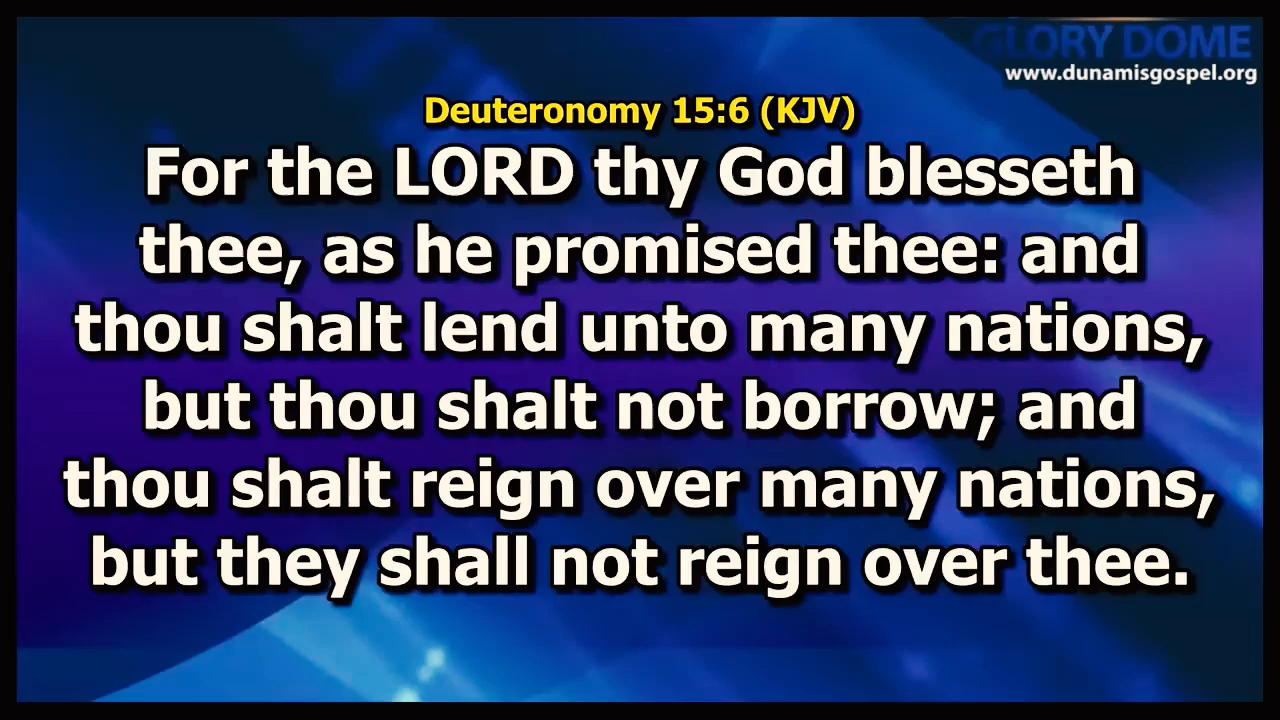 GLORY DOME
www.dunamisgospel.org
Deuteronomy 15:6 (KJV)
For the LORD thy God blesseth
thee, as he promised thee: and
thou shalt lend unto many nations,
but thou shalt not borrow; and
thou shalt reign over many nations,
but they shall not reign over thee.